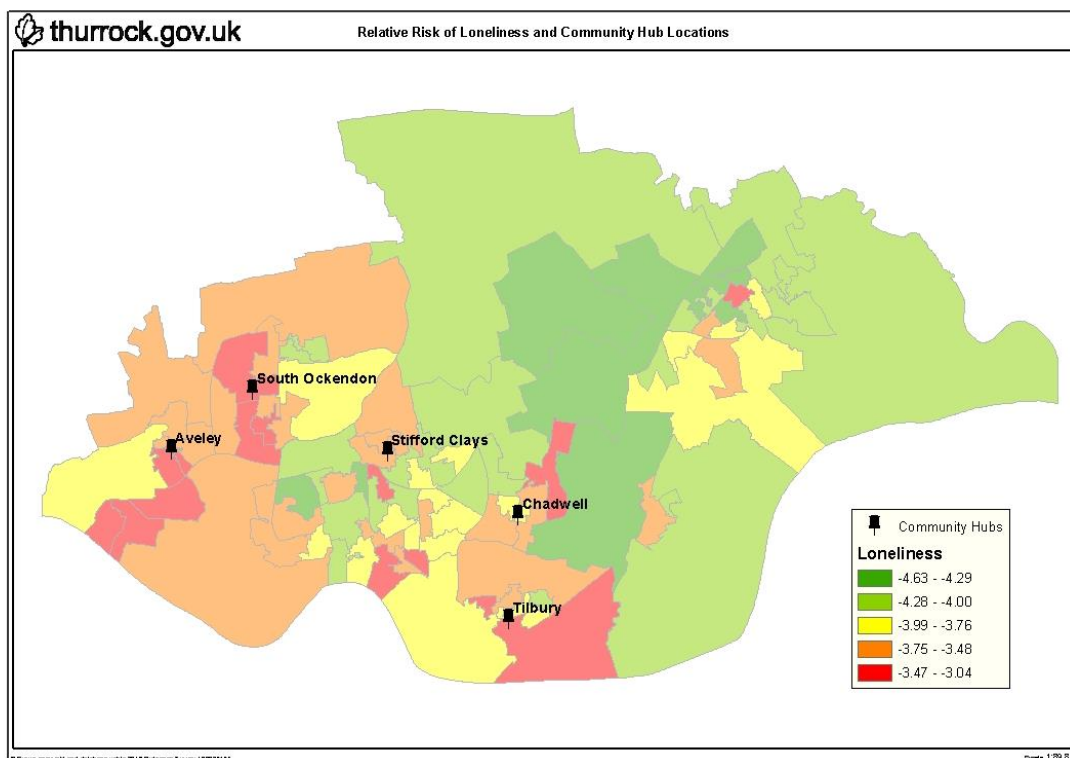 thurrock.gov.uk
Relative Risk of Loneliness and Community Hub Locations
South Ockendon
Aveley
Stifford Clays
Chadwell
Tilbury
Community Hubs
Loneliness
-4.63 - -4.29
-4.28 - -4.00
-3.99 - -3.76
-3.75 - -3.48
-3.47 - -3.04